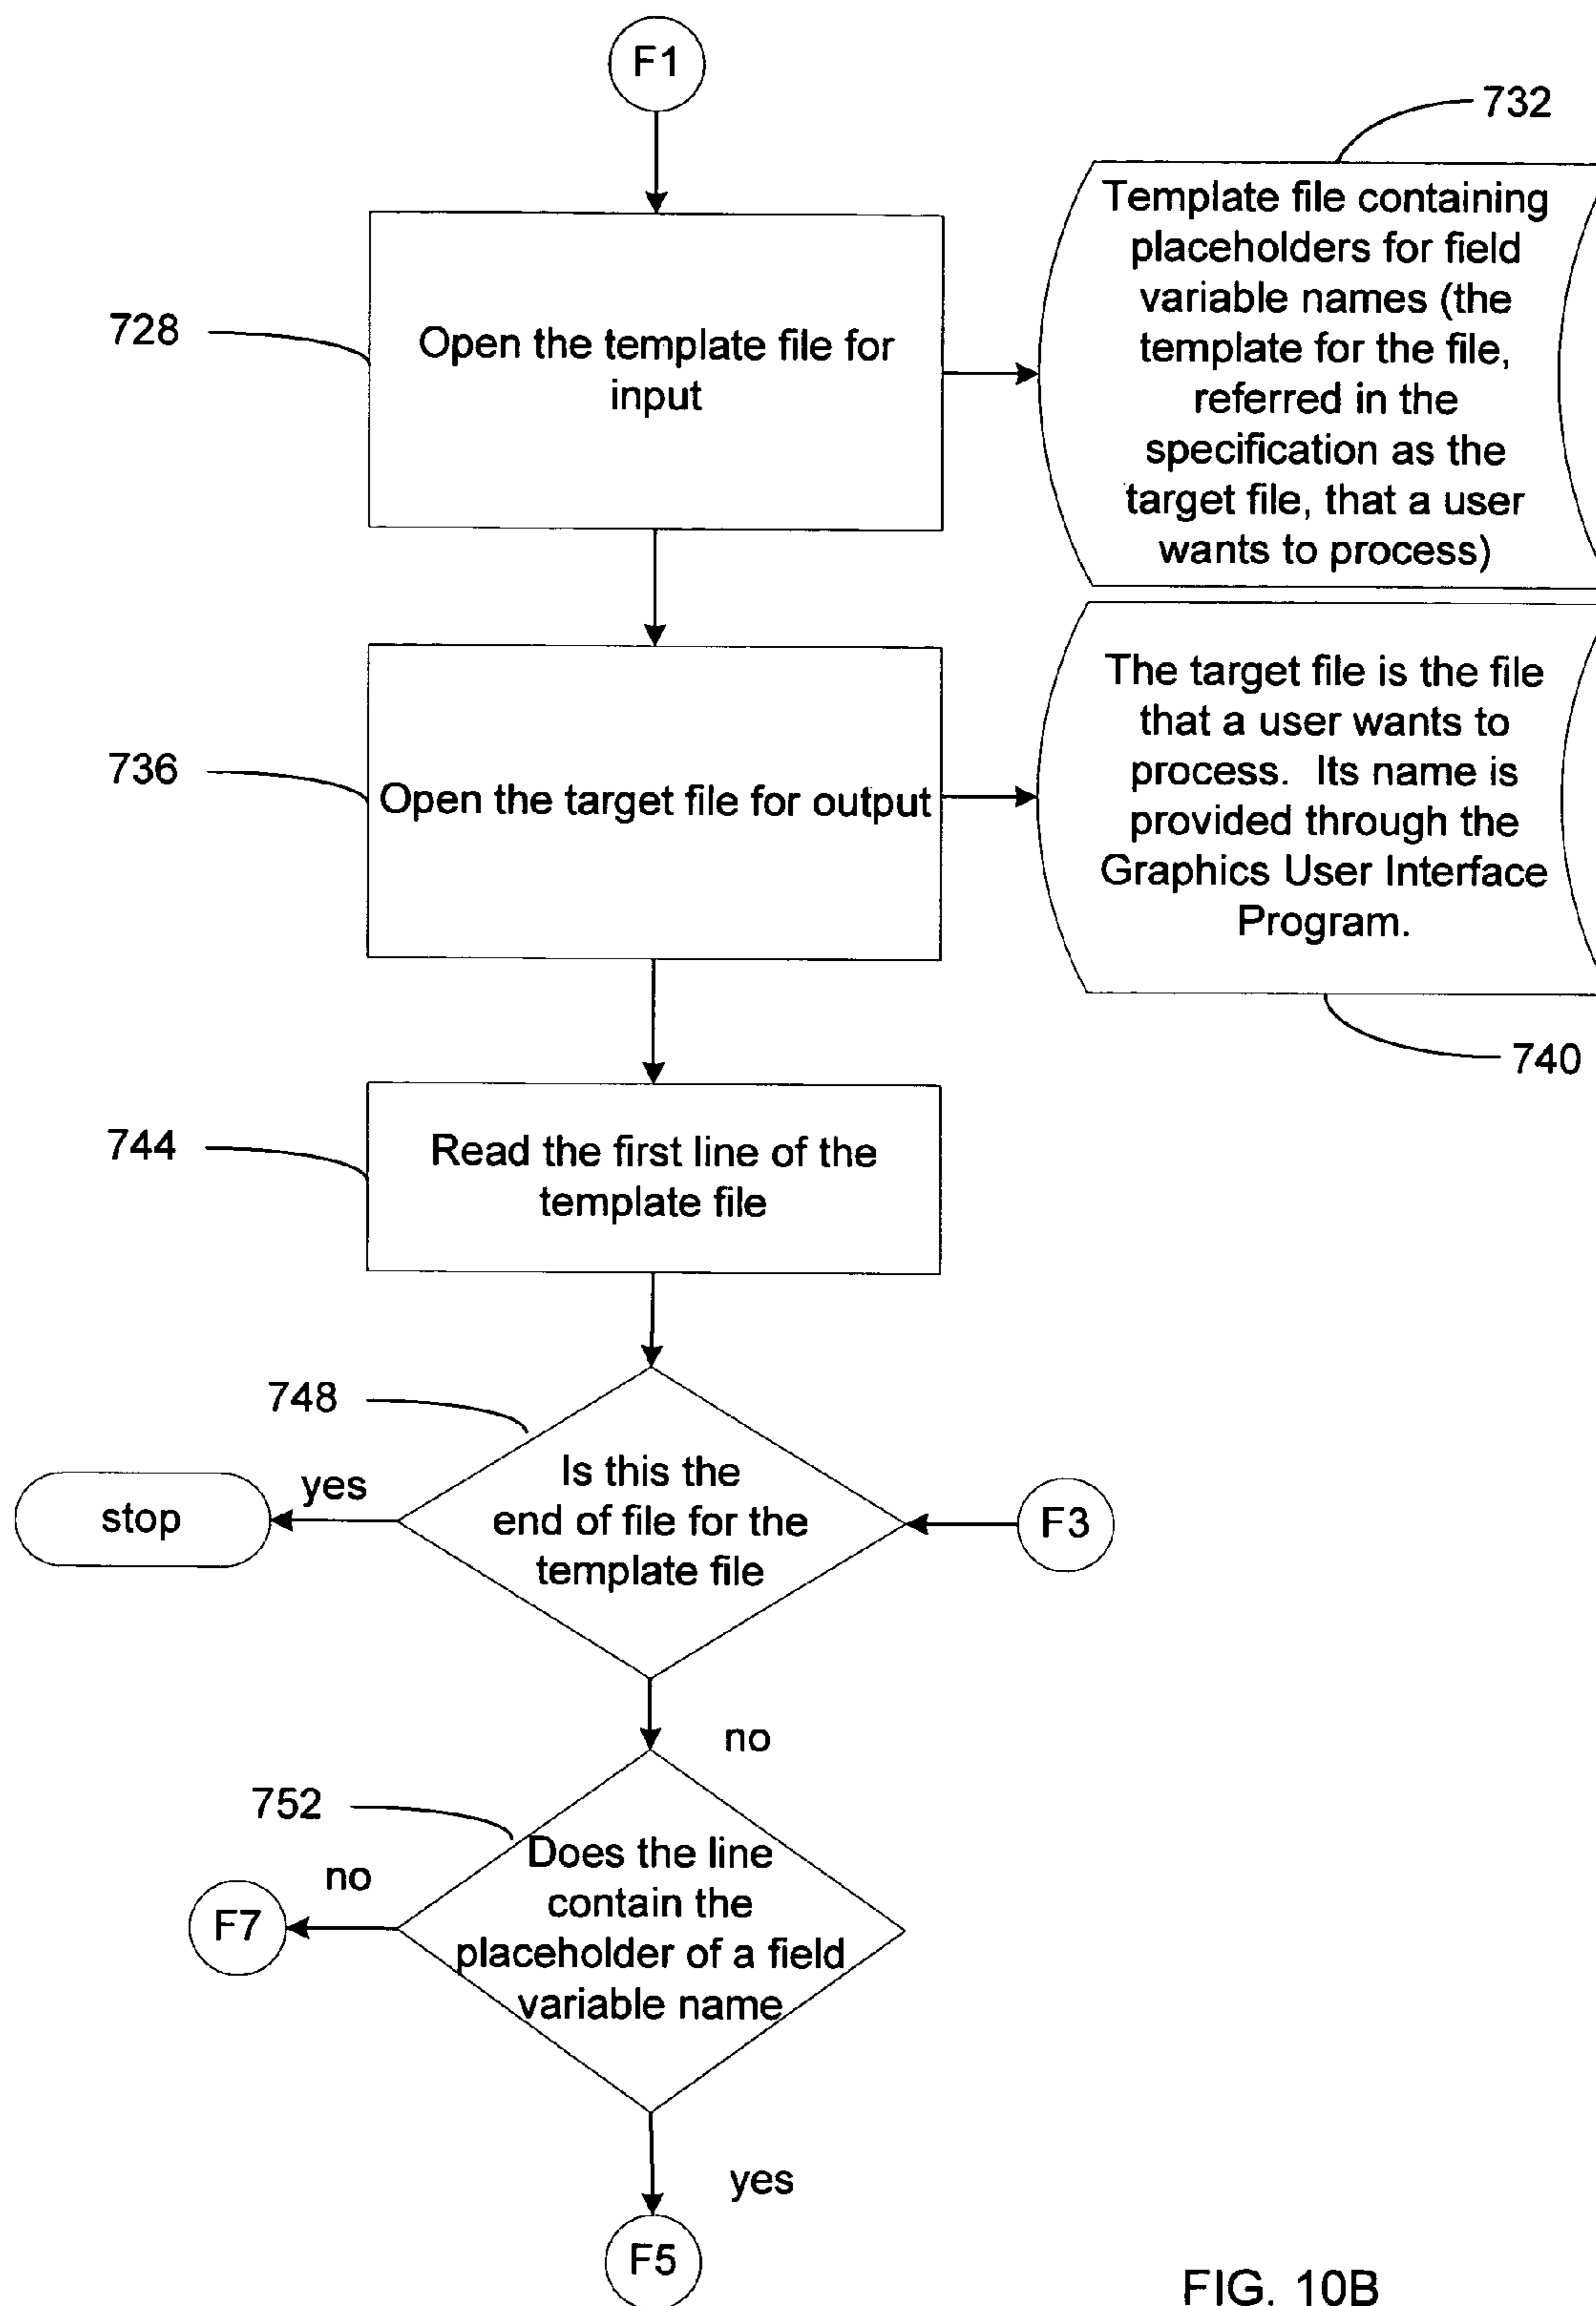 F1
732
Template file containing
placeholders for field
variable names (the
template for the file,
referred in the
specification as the
target file, that a user
wants to process)
728
Open the template file for
input
The target file is the file
that a user wants to
process. Its name is
provided through the
Graphics User Interface
Program.
736
Open the target file for output
740
744
Read the first line of the
template file
748
Is this the
end of file for the
template file
yes
stop
F3
no
752
Does the line
contain the
placeholder of a field
variable name
no
F7
yes
F5
FIG. 10B